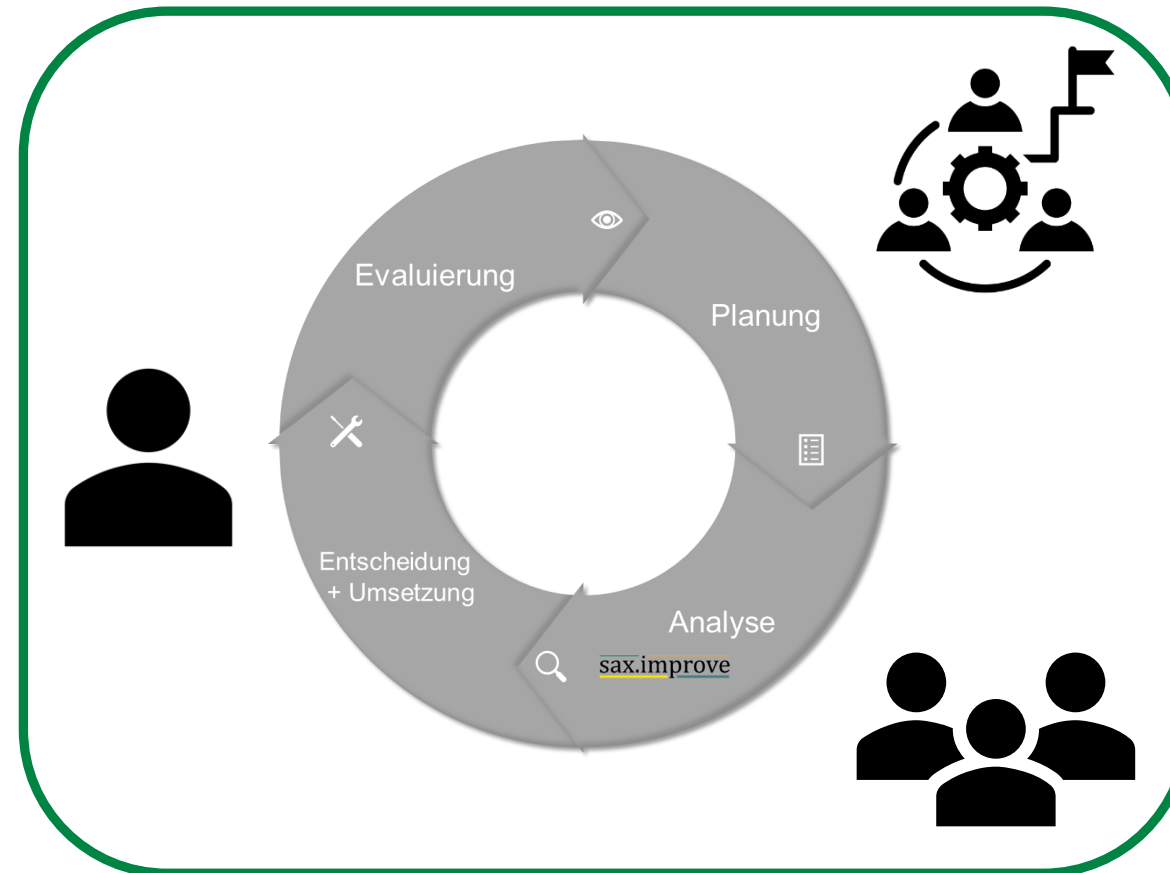 Evaluierung
Planung
Entscheidung
+ Umsetzung
Analyse
sax.improve